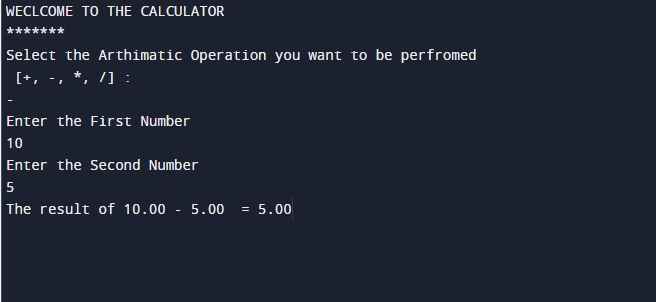 WECLCOME TO THE CALCULATOR
*******
Select the Arthimatic Operation you want to be perfromed
[+, -, *, /] :
-
Enter the First Number
10
Enter the Second Number
5
The result of 10.00 - 5.00  = 5.00